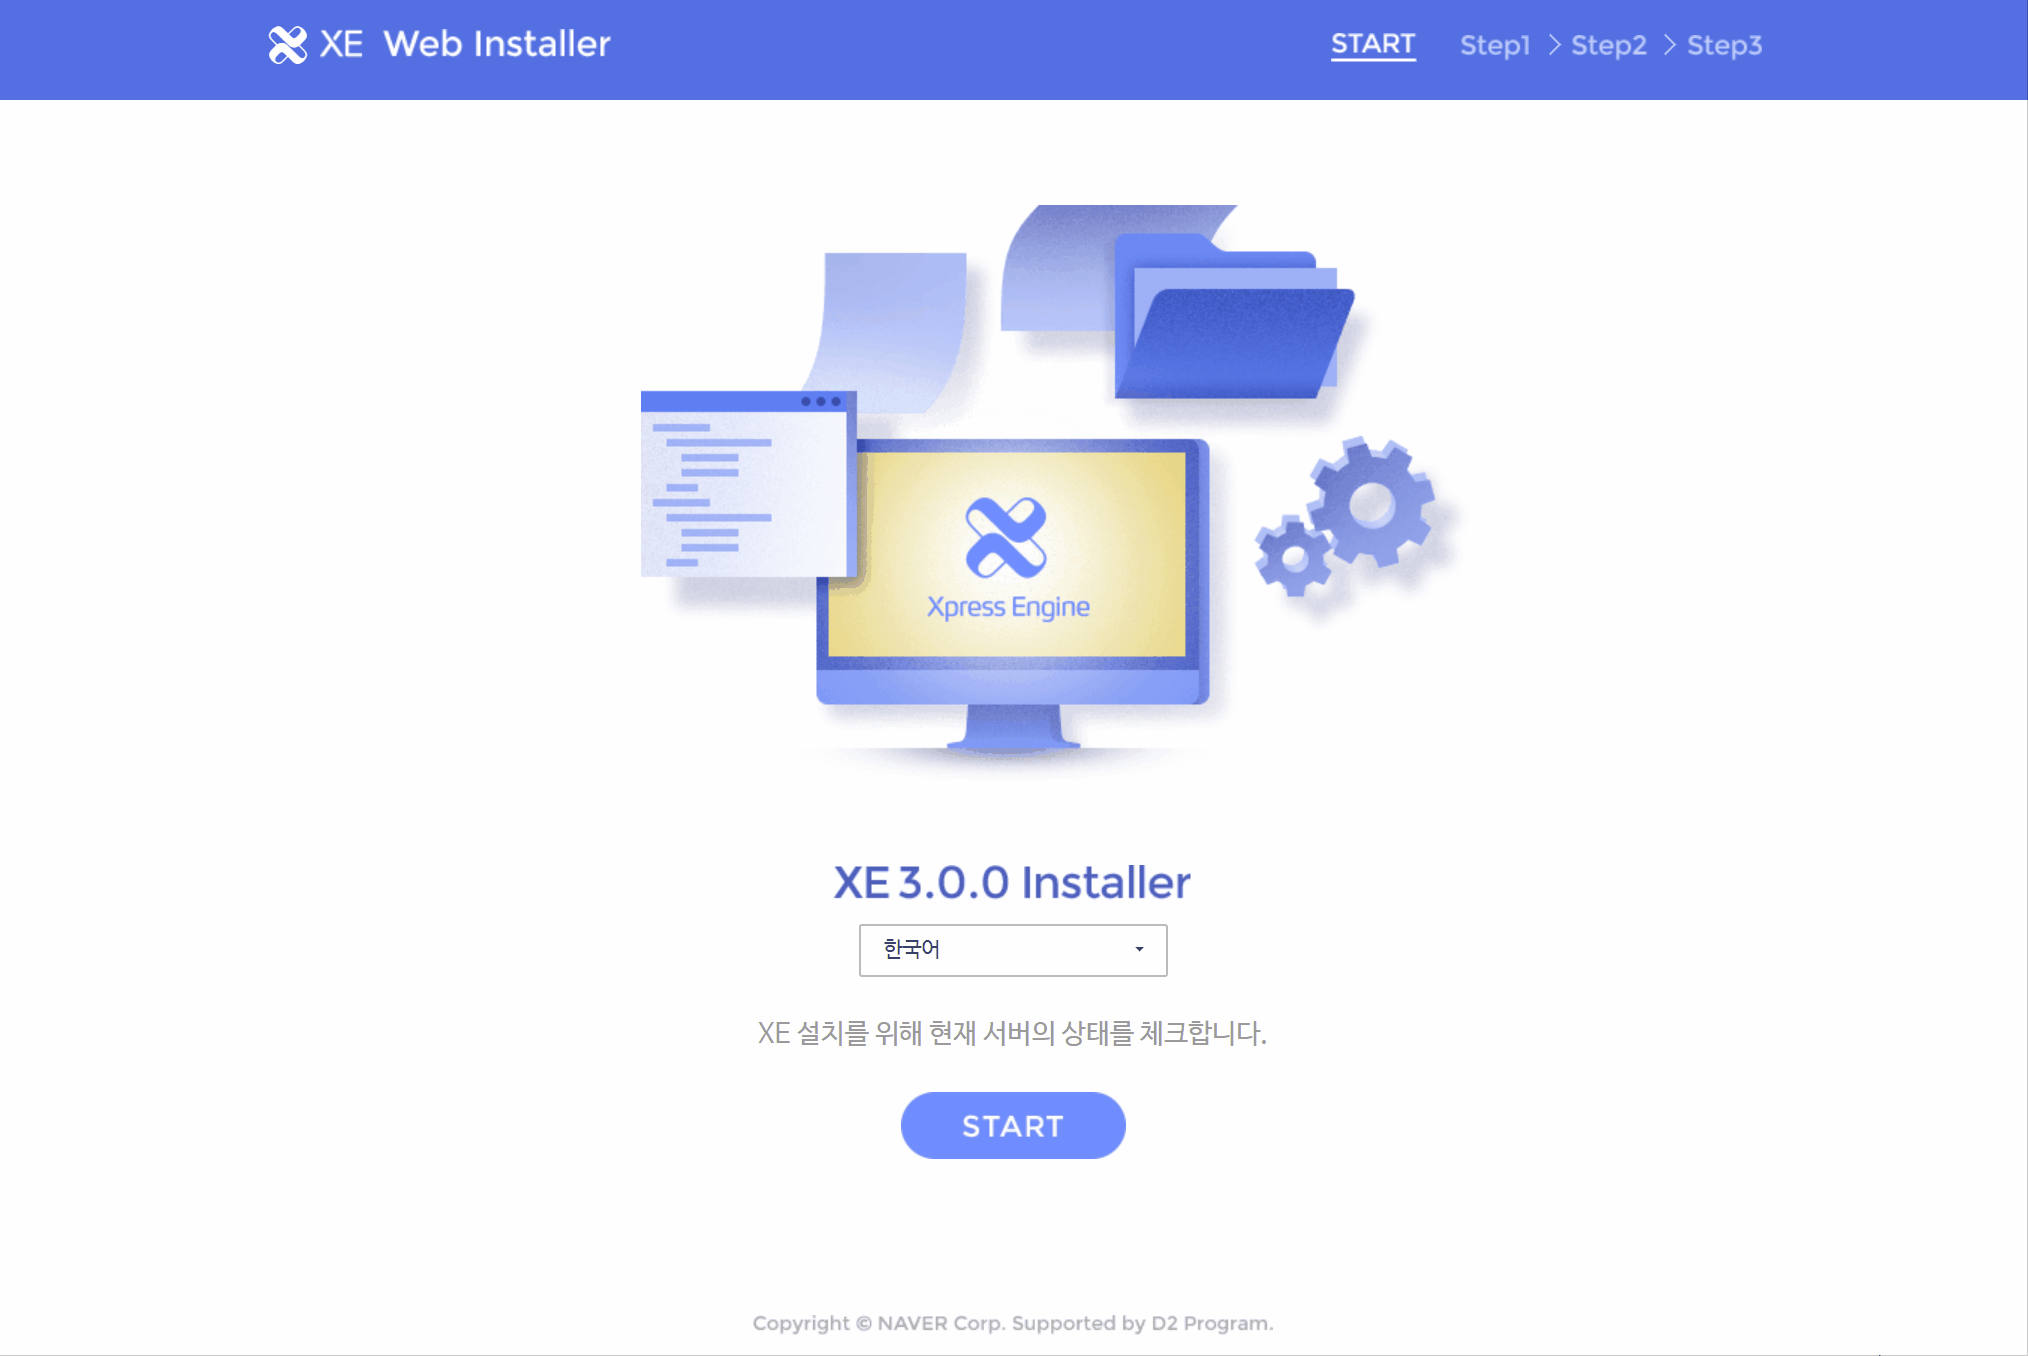 XE Web Installer
START Step1 > Step2 > Step3
Xpress Engine
XE 3.0.0 Installer
한국어
XE 설치를 위해 현재 서버의 상태를 체크합니다.
START
Copyright © NAVER Corp. Supported by D2 Program.